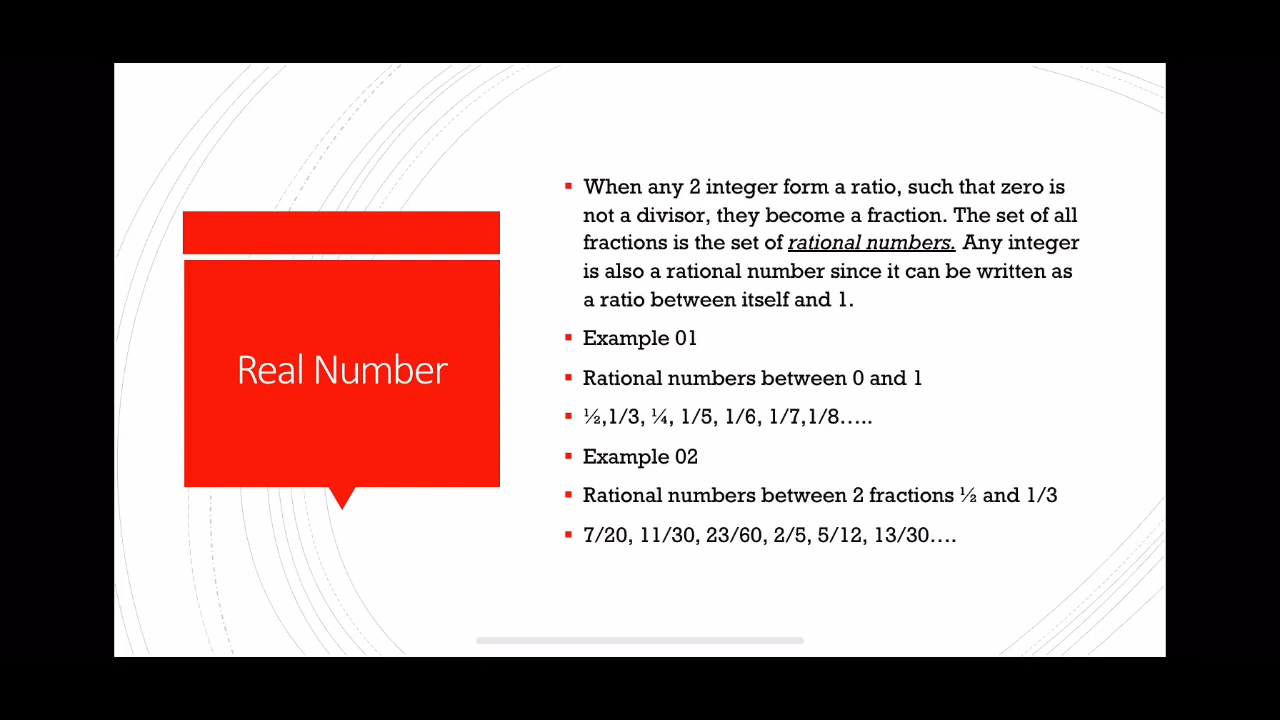 Real Number
When any 2 integer form a ratio, such that zero is
not a divisor, they become a fraction. The set of all
fractions is the set of rational numbers. Any integer
is also a rational number since it can be written as
a ratio between itself and 1.
Example 01
Rational numbers between 0 and 1
½,1/3, ¼, 1/5, 1/6, 1/7,1/8.....
Example 02
Rational numbers between 2 fractions ½ and 1/3
7/20, 11/30, 23/60, 2/5, 5/12, 13/30....